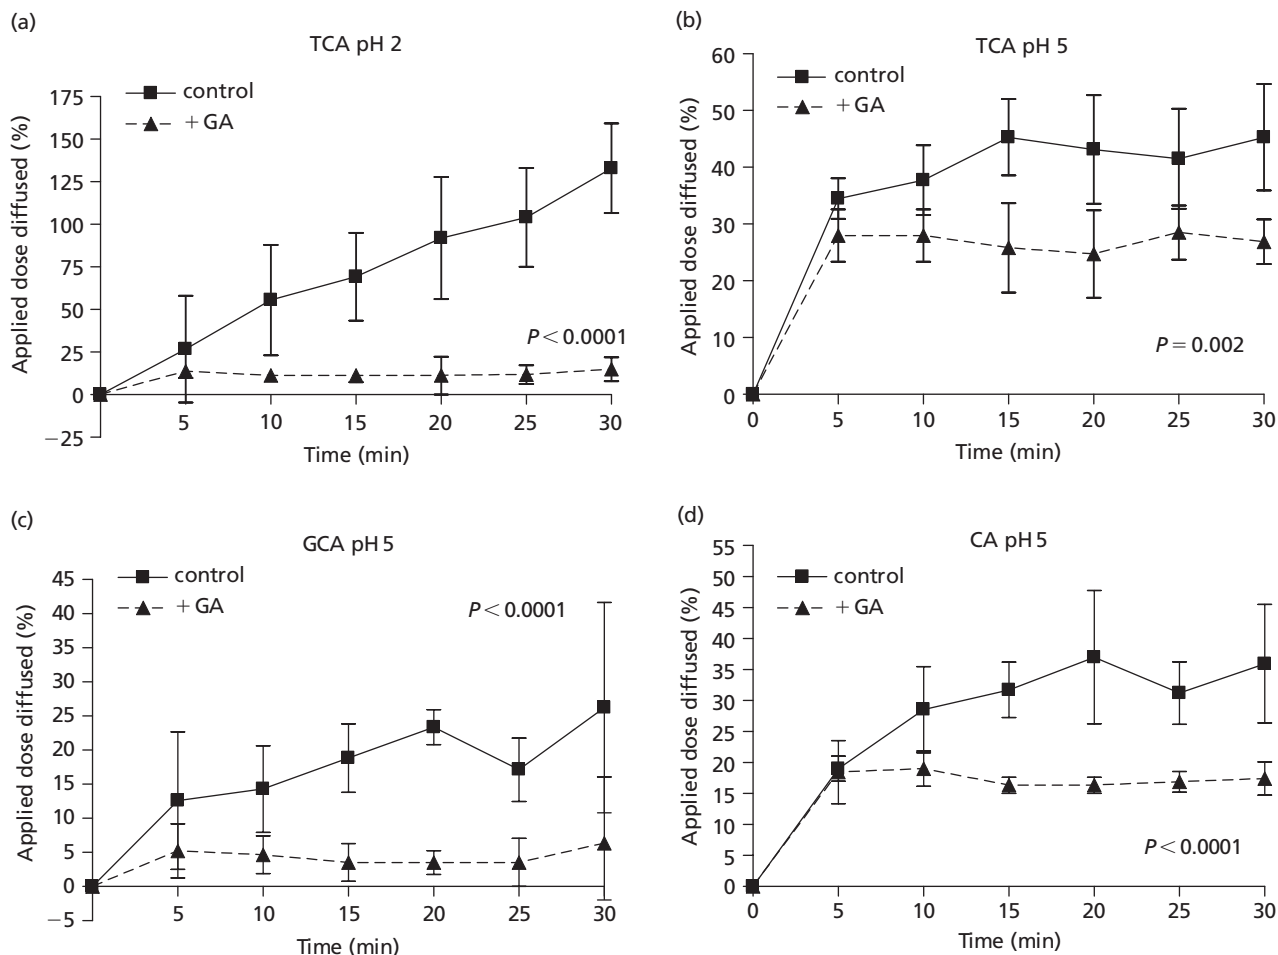 (a)
TCA pH 2
control
+ GA
Applied dose diffused (%)
175
150
125
100
75
50
25
0
−25
5 10 15 20 25 30
P < 0.0001
Time (min)
(b)
TCA pH 5
control
+ GA
Applied dose diffused (%)
60
50
40
30
20
10
0
0 5 10 15 20 25 30
P = 0.002
Time (min)
(c)
GCA pH 5
control
+ GA
Applied dose diffused (%)
45
40
35
30
25
20
15
10
5
0
−5
5 10 15 20 25 30
P < 0.0001
Time (min)
(d)
CA pH 5
control
+ GA
Applied dose diffused (%)
55
50
45
40
35
30
25
20
15
10
5
0
0 5 10 15 20 25 30
P < 0.0001
Time (min)